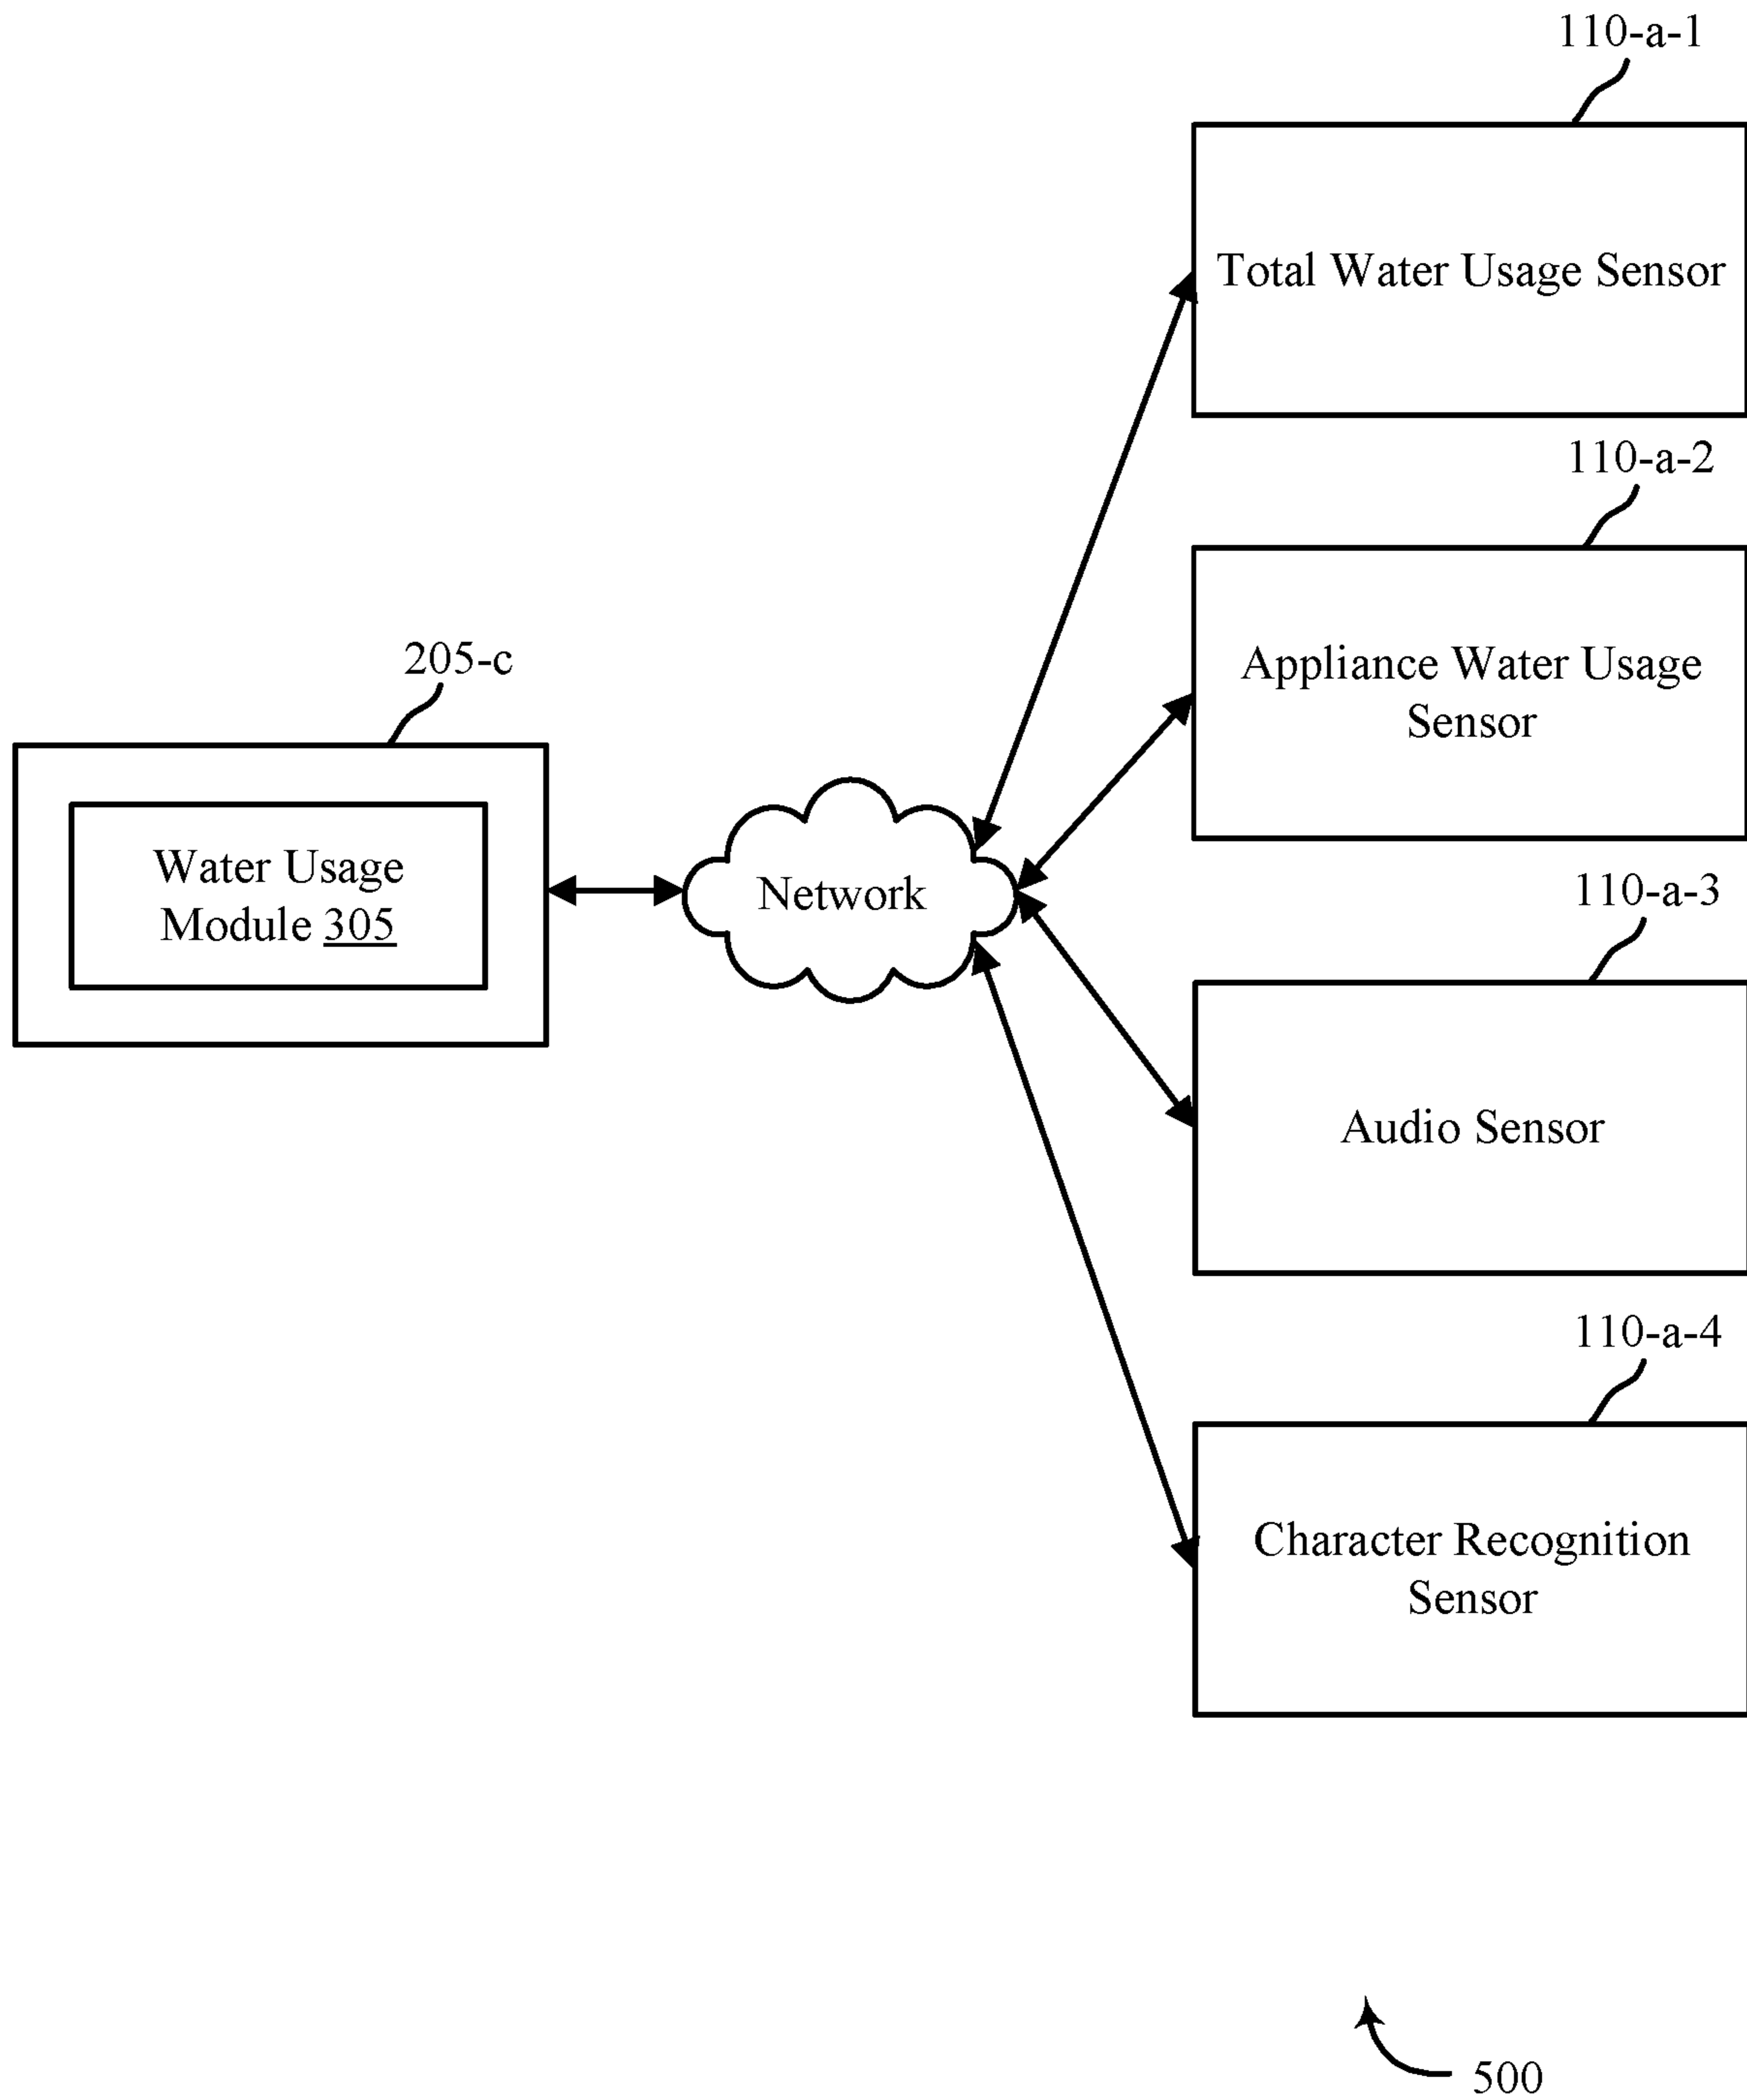 110-a-1
Total Water Usage Sensor
110-a-2
Appliance Water Usage
Sensor
205-c
Water Usage
Module 305
Network
110-a-3
Audio Sensor
110-a-4
Character Recognition
Sensor
500